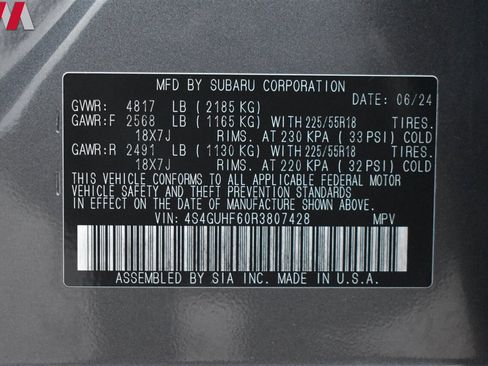 MFD BY SUBARU CORPORATION
DATE: 06/24
GVWR: 4817 LB (2185 KG)
GAWR:F 2568 LB (1165 KG) WITH 225/55R18 TIRES.
18X7J RIMS. AT 230 KPA (33 PSI) COLD
GAWR:R 2491 LB (1130 KG) WITH 225/55R18 TIRES.
18X7J RIMS. AT 220 KPA (32 PSI) COLD
THIS VEHICLE CONFORMS TO ALL APPLICABLE FEDERAL MOTOR
VEHICLE SAFETY AND THEFT PREVENTION STANDARDS
IN EFFECT ON THE DATE OF MANUFACTURE SHOWN ABOVE.
VIN: 4S4GUHF60R3807428 MPV
ASSEMBLED BY SIA INC. MADE IN U.S.A.